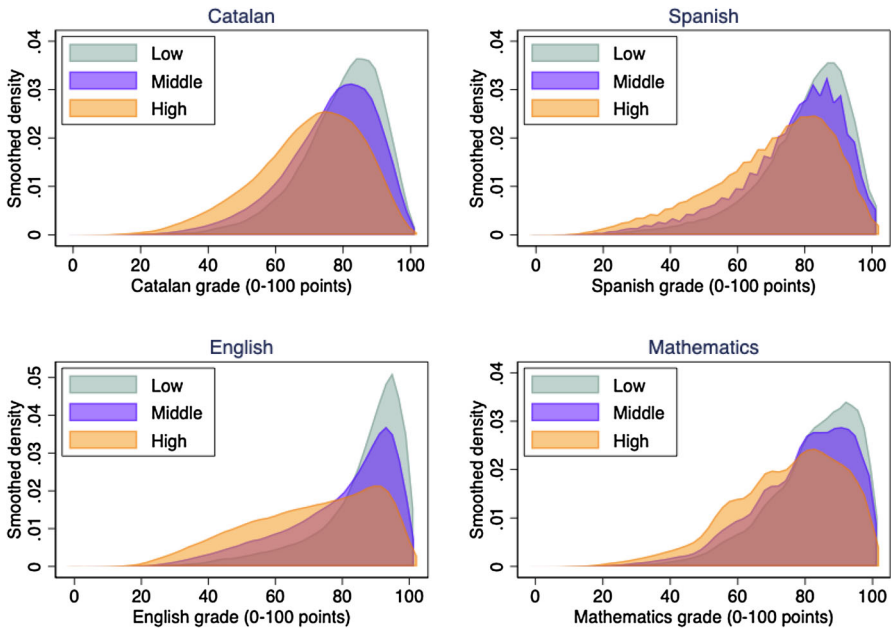 Catalan
Smoothed density
.04
.03
.02
.01
0
Low
Middle
High
0 20 40 60 80 100
Catalan grade (0-100 points)
Spanish
Smoothed density
.04
.03
.02
.01
0
Low
Middle
High
0 20 40 60 80 100
Spanish grade (0-100 points)
English
Smoothed density
.05
.04
.03
.02
.01
0
Low
Middle
High
0 20 40 60 80 100
English grade (0-100 points)
Mathematics
Smoothed density
.04
.03
.02
.01
0
Low
Middle
High
0 20 40 60 80 100
Mathematics grade (0-100 points)